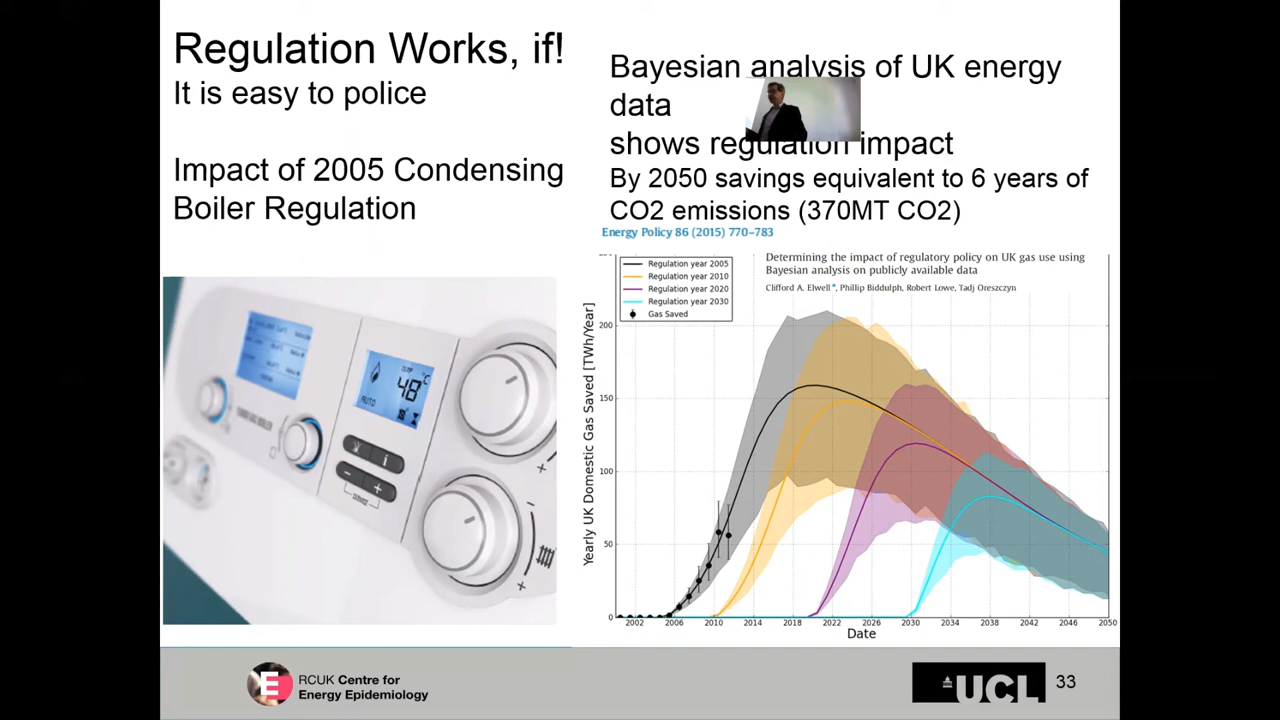 Regulation Works, if!
It is easy to police
Impact of 2005 Condensing
Boiler Regulation
Bayesian analysis of UK energy
data
shows regulation impact
By 2050 savings equivalent to 6 years of
CO2 emissions (370MT CO2)
Energy Policy 86 (2015) 770–783
Determining the impact of regulatory policy on UK gas use using
Bayesian analysis on publicly available data
Clifford A. Elwell*, Phillip Biddulph, Robert Lowe, Tadj Oreszczyn
Regulation year 2005
Regulation year 2010
Regulation year 2020
Regulation year 2030
Gas Saved
Yearly UK Domestic Gas Saved [TWh/Year]
200
150
100
50
0
2002 2006 2010 2014 2018 2022 2026 2030 2034 2038 2042 2046 2050
Date
48 °C
AUTO
i
- +
+
-
+
E
RCUK Centre for
Energy Epidemiology
UCL
33